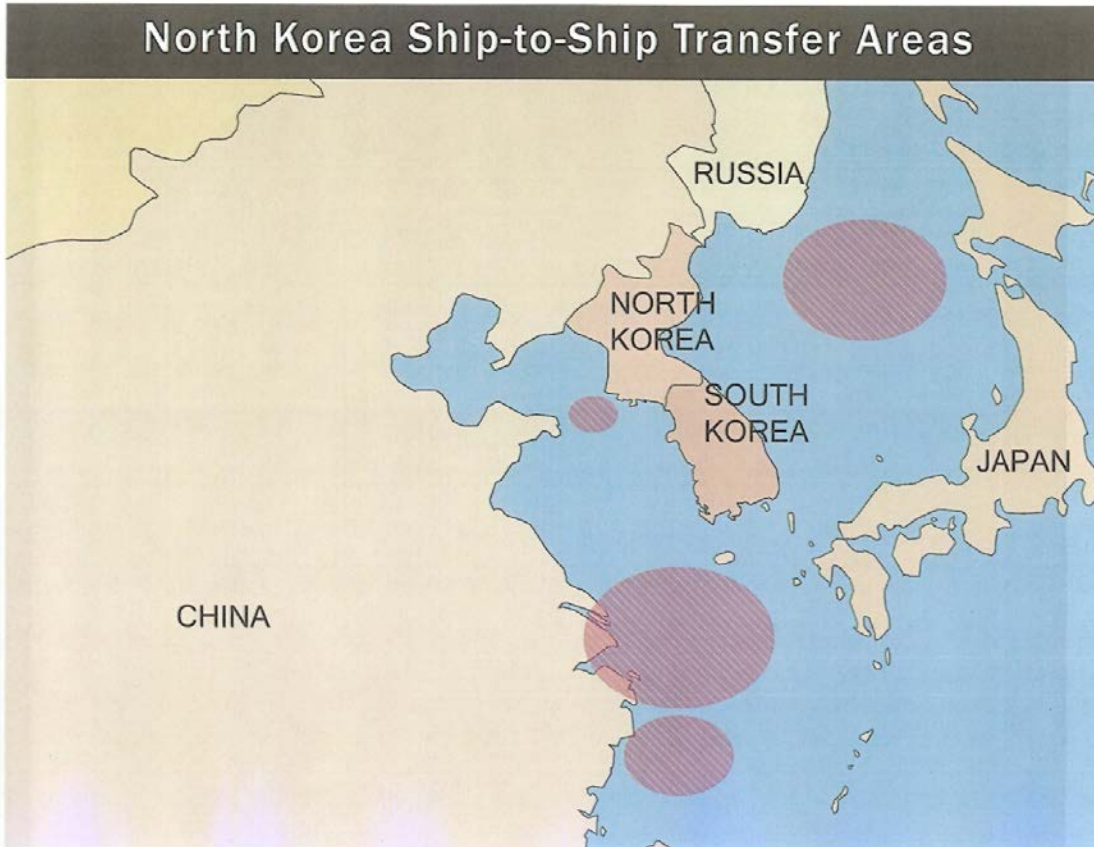 North Korea Ship-to-Ship Transfer Areas
RUSSIA
NORTH
KOREA
SOUTH
KOREA
JAPAN
CHINA